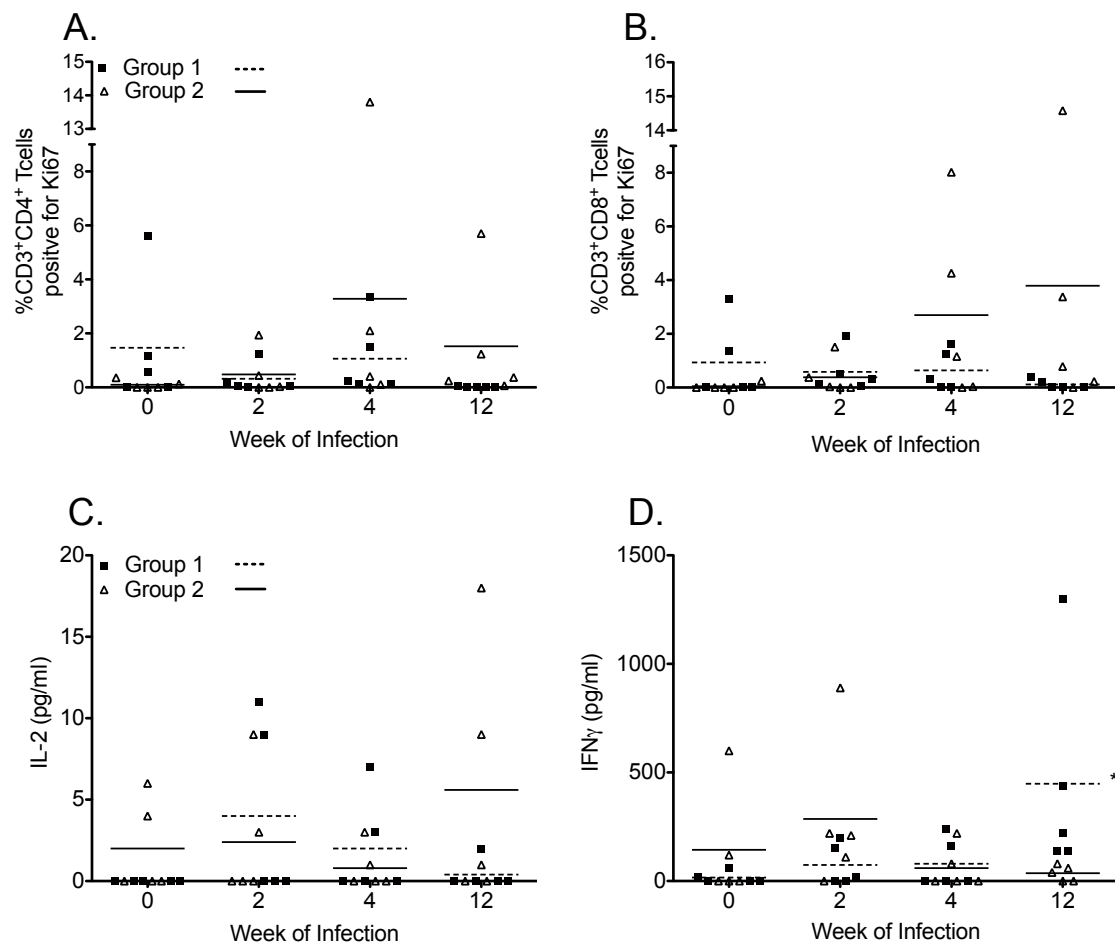 A.
%CD3+CD4+ Tcells
positve for Ki67
15
14
13
8
6
4
2
0
Group 1
Group 2
0 2 4 12
Week of Infection
B.
%CD3+CD8+ Tcells
positve for Ki67
16
15
16
14
8
6
4
2
0
0 2 4 12
Week of Infection
C.
IL-2 (pg/ml)
20
15
10
5
0
Group 1
Group 2
0 2 4 12
Week of Infection
D.
IFNγ (pg/ml)
1500
1000
500
0
*
0 2 4 12
Week of Infection